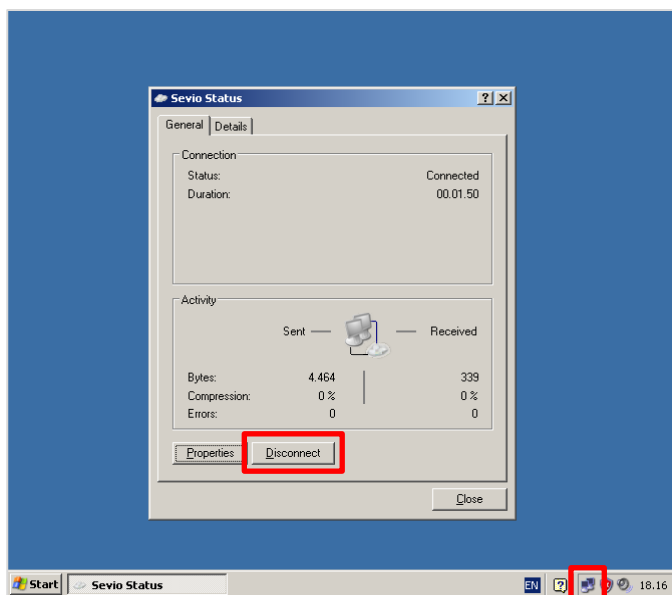 Sevio Status
General Details
Connection
Status: Connected
Duration: 00.01.50
Activity
Sent Received
Bytes: 4.464 339
Compression: 0 % 0 %
Errors: 0 0
Properties Disconnect
Close
Start Sevio Status EN 18.16